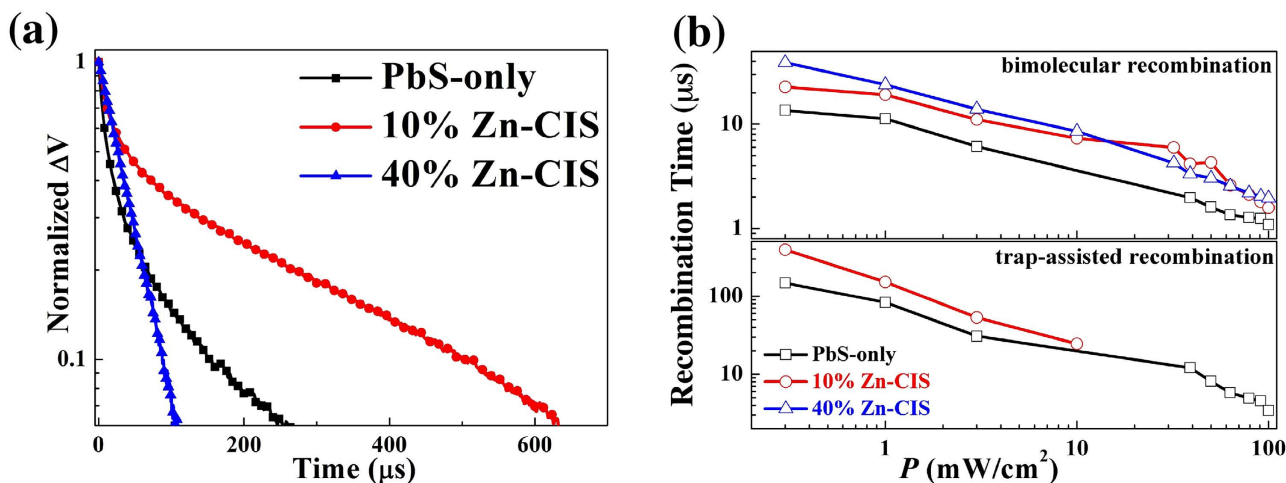 (a)
1
0.1
Normalized ΔV
PbS-only
10% Zn-CIS
40% Zn-CIS
0 200 400 600
Time (μs)
(b)
Recombination Time (μs)
bimolecular recombination
10
1
trap-assisted recombination
100
10
PbS-only
10% Zn-CIS
40% Zn-CIS
1 10 100
P (mW/cm²)